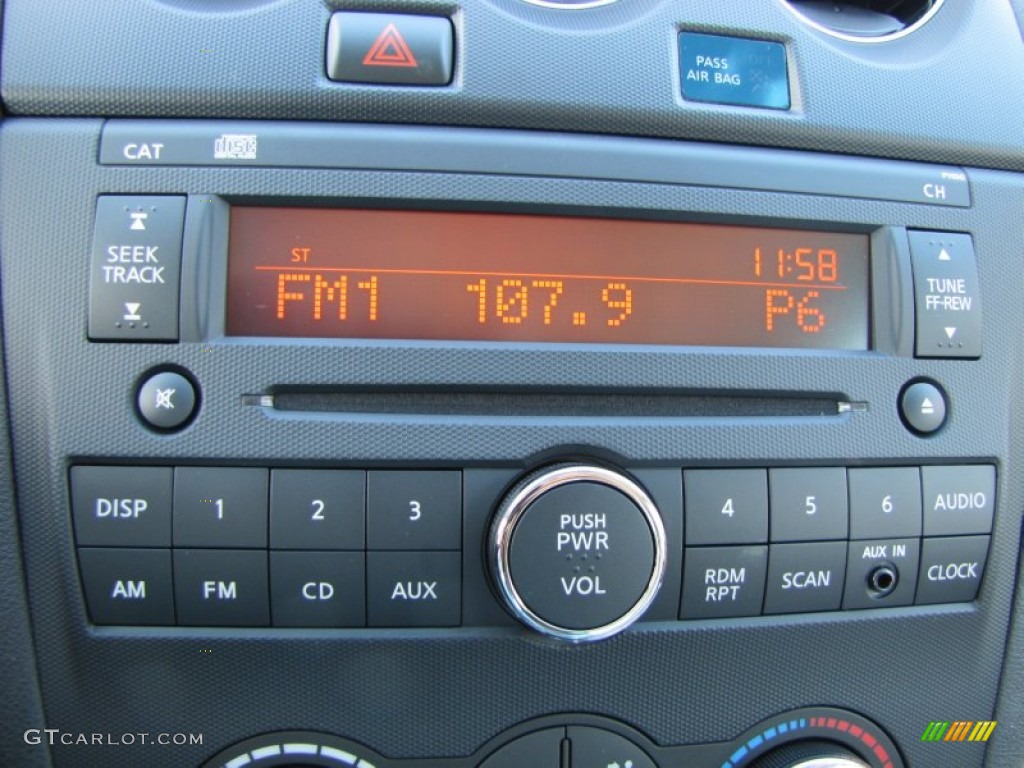 PASS
AIR BAG
CAT
disc
CH
SEEK
TRACK
ST
11:58
FM1 107.9 P6
TUNE
FF-REW
DISP 1 2 3
PUSH
PWR
VOL
4 5 6 AUDIO
AM FM CD AUX
RDM
RPT
SCAN
AUX IN
CLOCK
GTCARLOT.COM